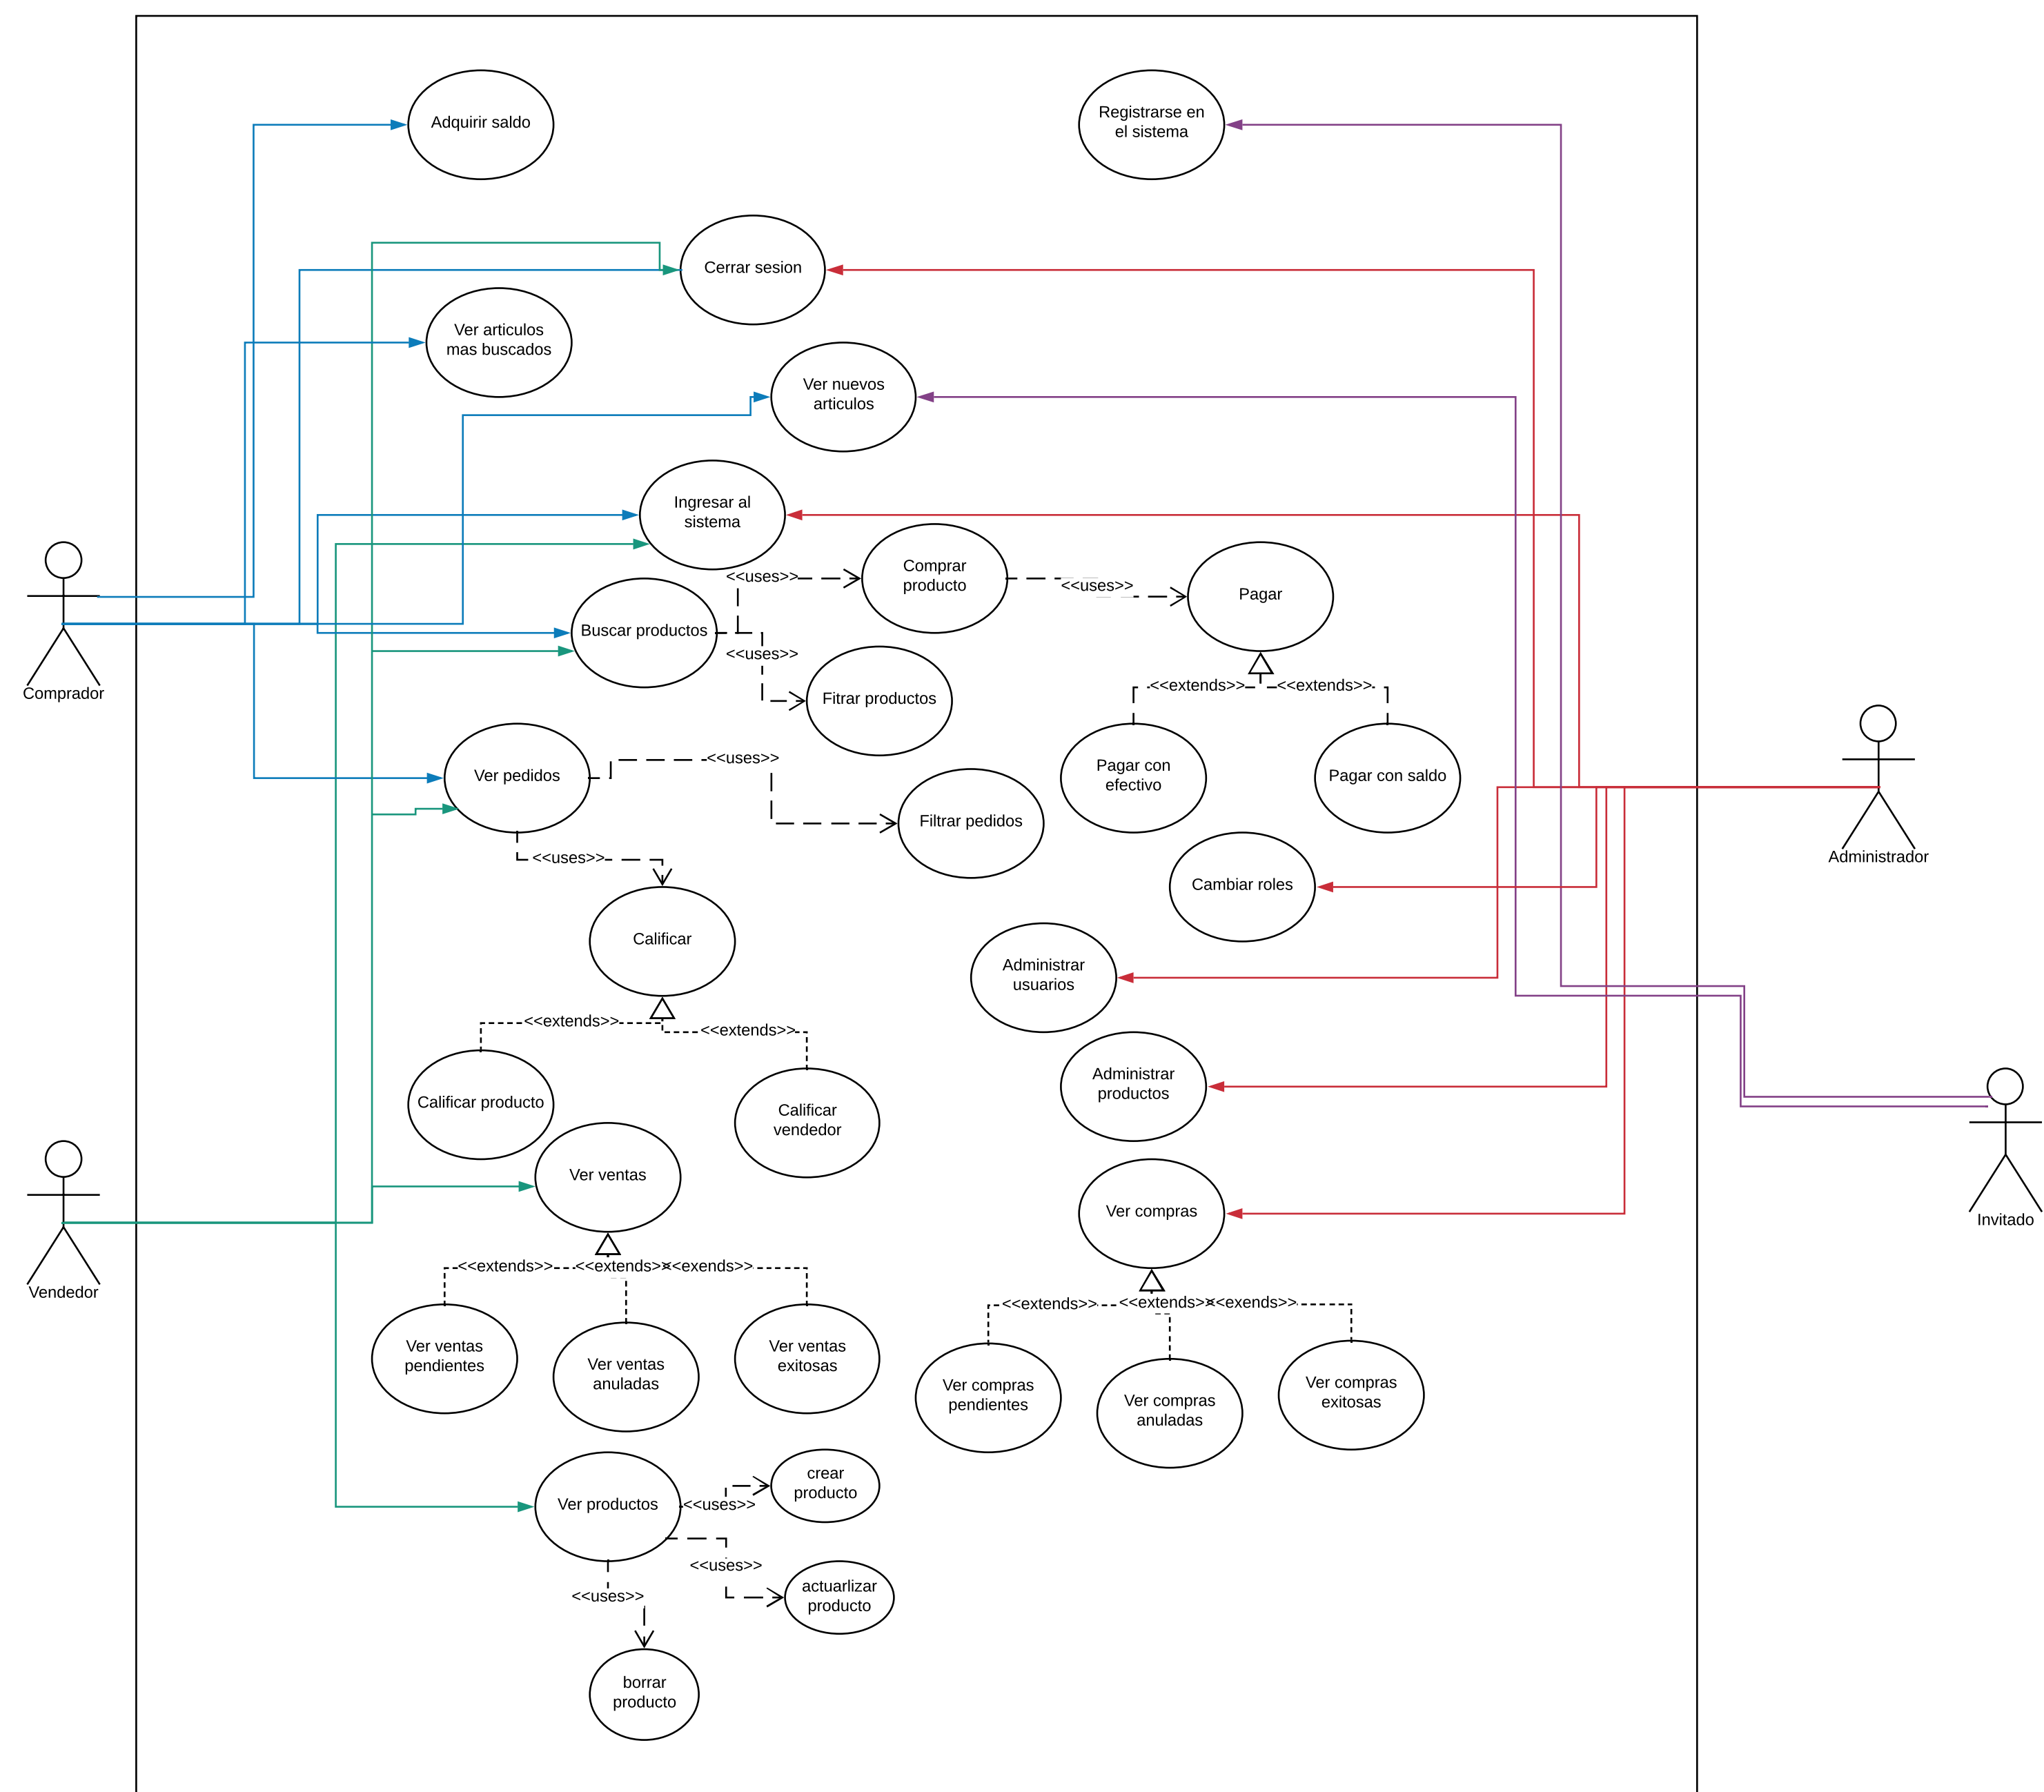 Adquirir saldo
Registrarse en
el sistema
Cerrar sesion
Ver articulos
mas buscados
Ver nuevos
articulos
Ingresar al
sistema
Comprar
producto
<<uses>>
<<uses>>
Pagar
Buscar productos
<<uses>>
Comprador
Fitrar productos
<<extends>>
<<extends>>
Ver pedidos
<<uses>>
Pagar con
efectivo
Pagar con saldo
Filtrar pedidos
Administrador
<<uses>>
Cambiar roles
Calificar
Administrar
usuarios
<<extends>>
<<extends>>
Calificar producto
Calificar
vendedor
Administrar
productos
Ver ventas
Ver compras
Invitado
Vendedor
<<extends>>
<<extends>>
<<exends>>
<<extends>>
<<extends>>
<<exends>>
Ver ventas
pendientes
Ver ventas
anuladas
Ver ventas
exitosas
Ver compras
pendientes
Ver compras
anuladas
Ver compras
exitosas
crear
producto
Ver productos
<<uses>>
<<uses>>
<<uses>>
actuarlizar
producto
borrar
producto